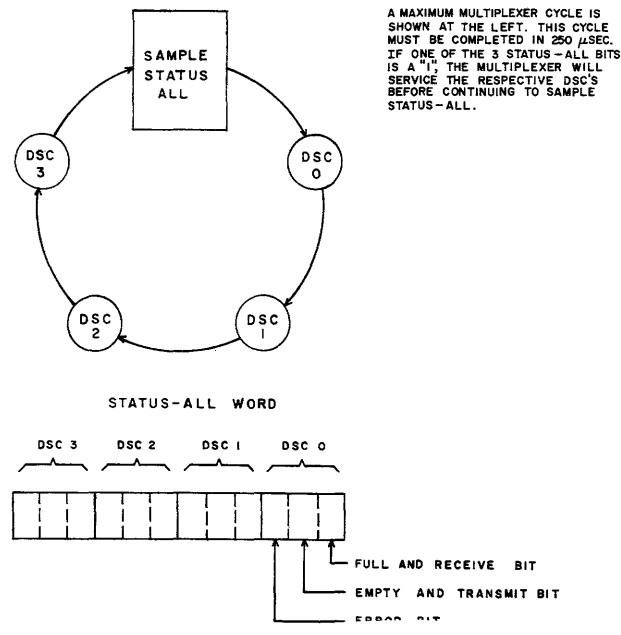 A MAXIMUM MULTIPLEXER CYCLE IS
SHOWN AT THE LEFT. THIS CYCLE
MUST BE COMPLETED IN 250 μSEC.
IF ONE OF THE 3 STATUS-ALL BITS
IS A "1", THE MULTIPLEXER WILL
SERVICE THE RESPECTIVE DSC'S
BEFORE CONTINUING TO SAMPLE
STATUS-ALL.
SAMPLE
STATUS
ALL
DSC
0
DSC
1
DSC
2
DSC
3
STATUS-ALL WORD
DSC 3 DSC 2 DSC 1 DSC 0
FULL AND RECEIVE BIT
EMPTY AND TRANSMIT BIT
ERROR BIT